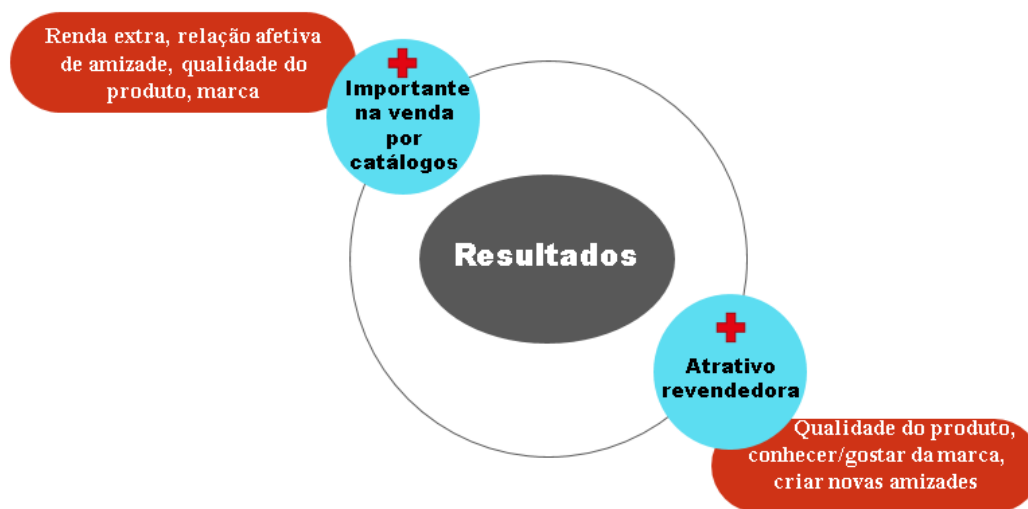 Renda extra, relação afetiva
de amizade, qualidade do
produto, marca
Importante
na venda
por
catálogos
Resultados
Atrativo
revendedora
Qualidade do produto,
conhecer/gostar da marca,
criar novas amizades